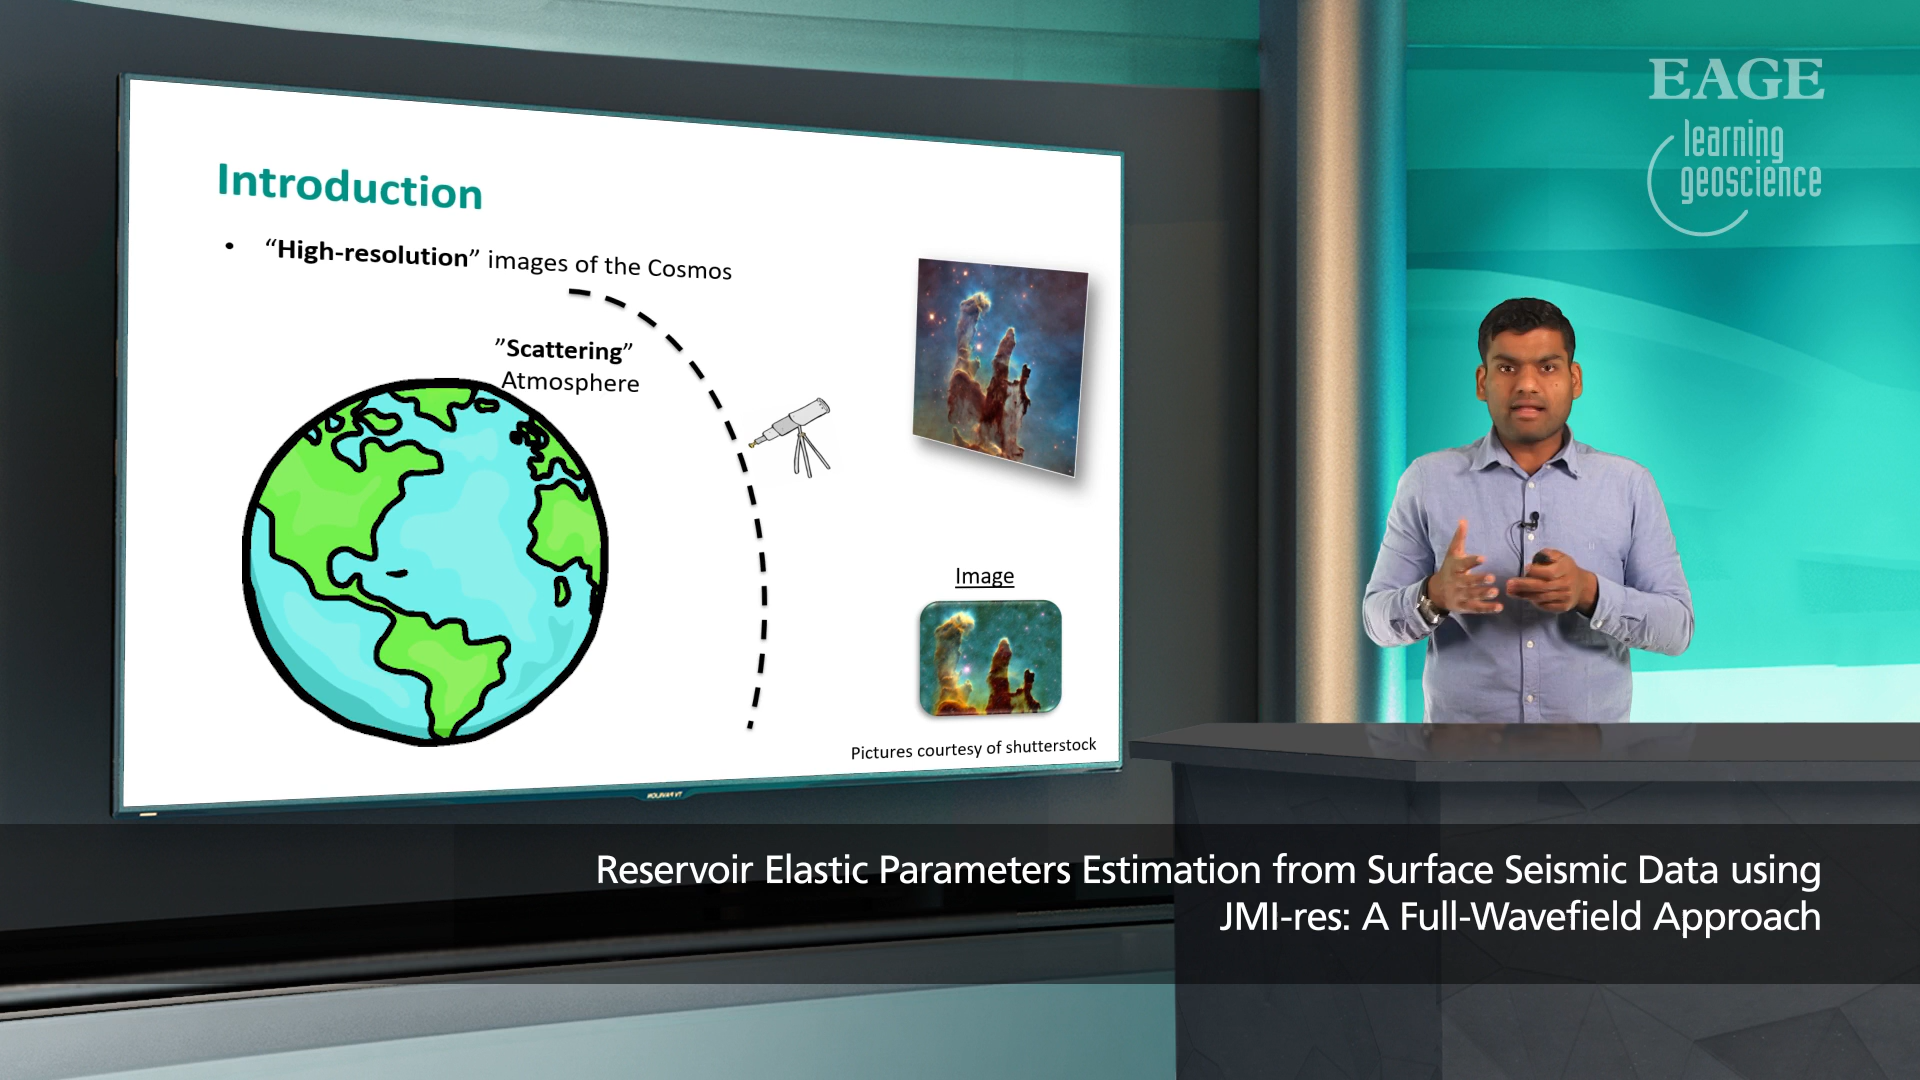 EAGE
learning
geoscience
Introduction
• “High-resolution” images of the Cosmos
”Scattering”
Atmosphere
Image
Pictures courtesy of shutterstock
Reservoir Elastic Parameters Estimation from Surface Seismic Data using
JMI-res: A Full-Wavefield Approach